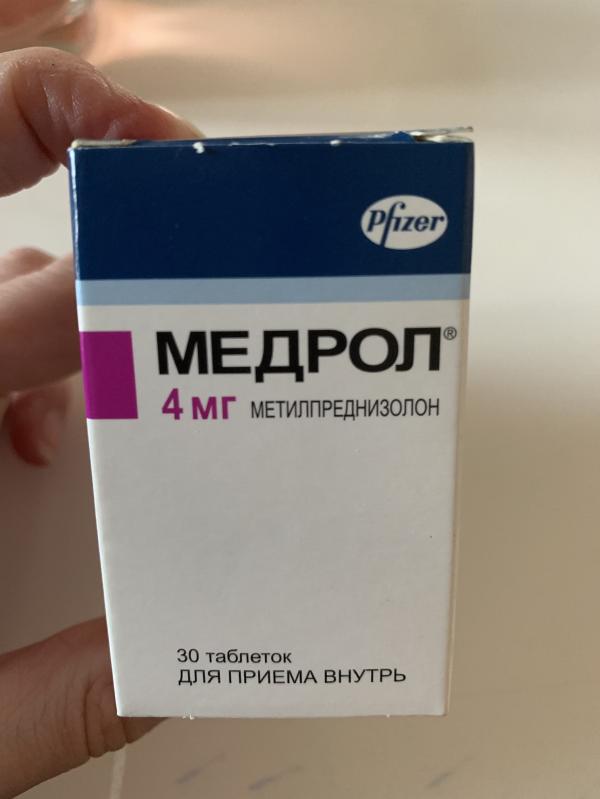 Pfizer
МЕДРОЛ®
4 мг МЕТИЛПРЕДНИЗОЛОН
30 таблеток
ДЛЯ ПРИЕМА ВНУТРЬ